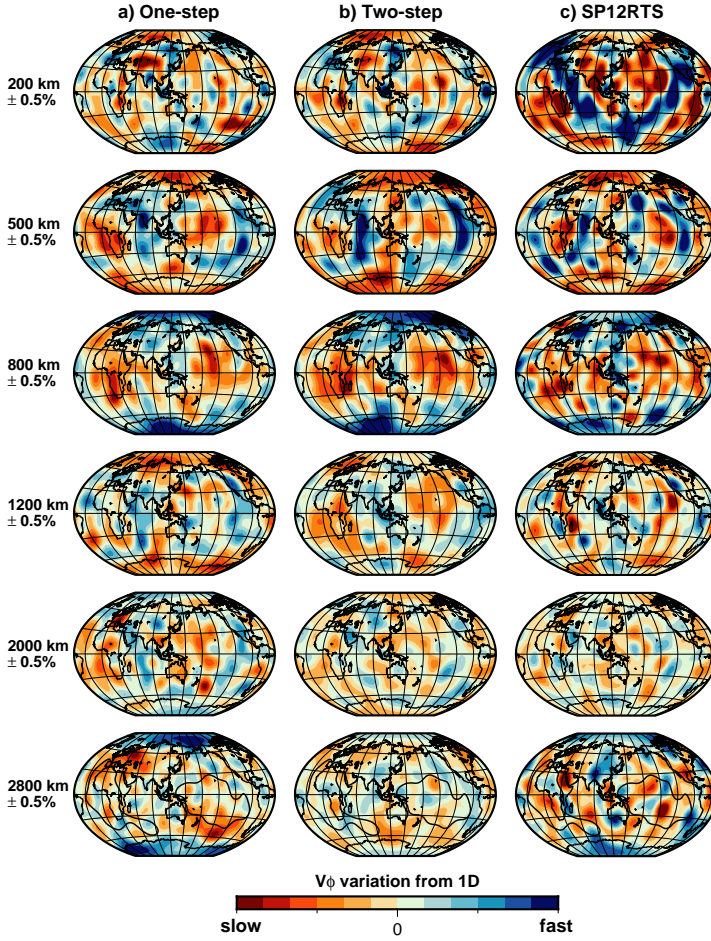 a) One-step
b) Two-step
c) SP12RTS
200 km
± 0.5%
500 km
± 0.5%
800 km
± 0.5%
1200 km
± 0.5%
2000 km
± 0.5%
2800 km
± 0.5%
Vϕ variation from 1D
slow
0
fast